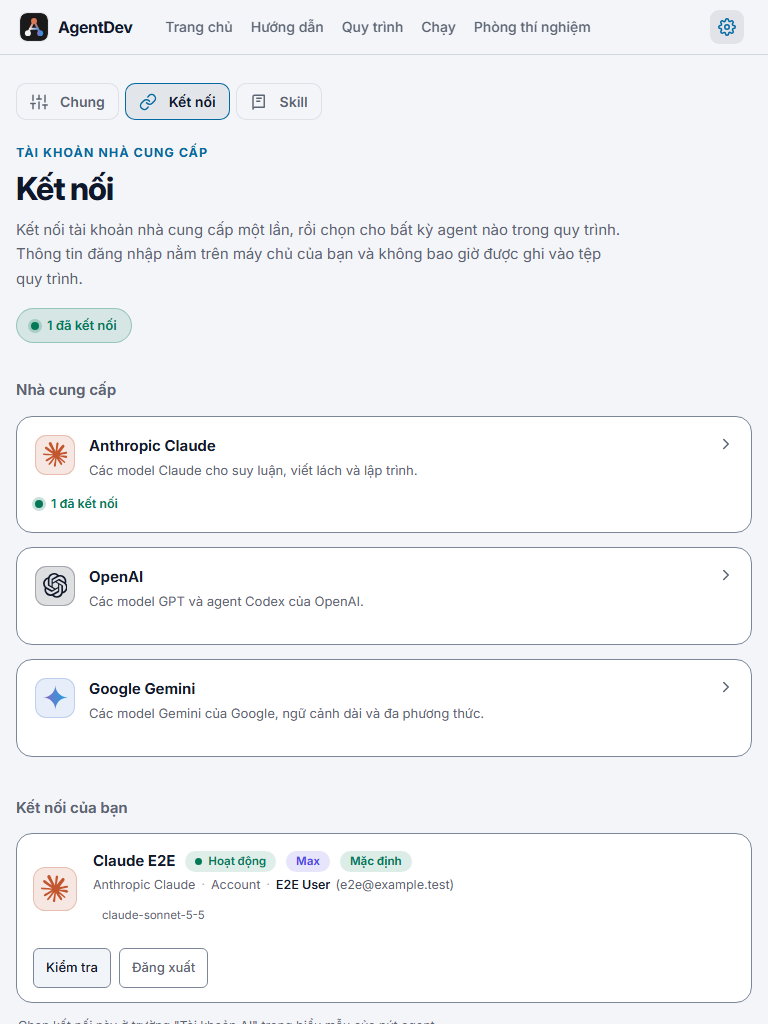 AgentDev
Trang chủ
Hướng dẫn
Quy trình
Chạy
Phòng thí nghiệm
Chung
Kết nối
Skill
TÀI KHOẢN NHÀ CUNG CẤP
Kết nối
Kết nối tài khoản nhà cung cấp một lần, rồi chọn cho bất kỳ agent nào trong quy trình.
Thông tin đăng nhập nằm trên máy chủ của bạn và không bao giờ được ghi vào tệp
quy trình.
1 đã kết nối
Nhà cung cấp
Anthropic Claude
Các model Claude cho suy luận, viết lách và lập trình.
1 đã kết nối
OpenAI
Các model GPT và agent Codex của OpenAI.
Google Gemini
Các model Gemini của Google, ngữ cảnh dài và đa phương thức.
Kết nối của bạn
Claude E2E
Hoạt động
Max
Mặc định
Anthropic Claude · Account · E2E User (e2e@example.test)
claude-sonnet-5-5
Kiểm tra
Đăng xuất